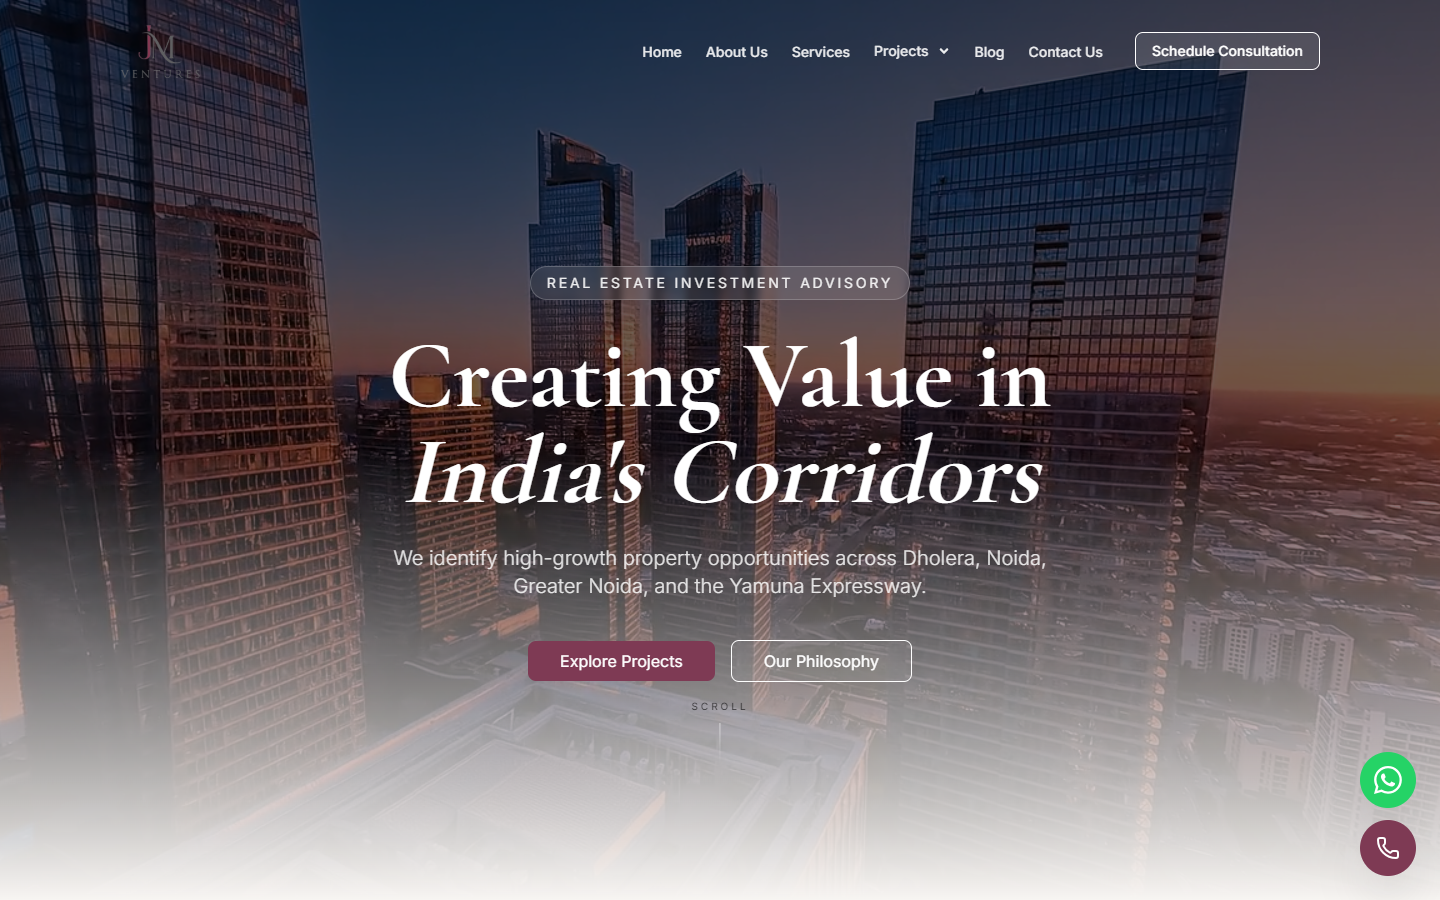 JM
VENTURES
Home About Us Services Projects Blog Contact Us Schedule Consultation
REAL ESTATE INVESTMENT ADVISORY
Creating Value in
India's Corridors
We identify high-growth property opportunities across Dholera, Noida,
Greater Noida, and the Yamuna Expressway.
Explore Projects Our Philosophy
SCROLL